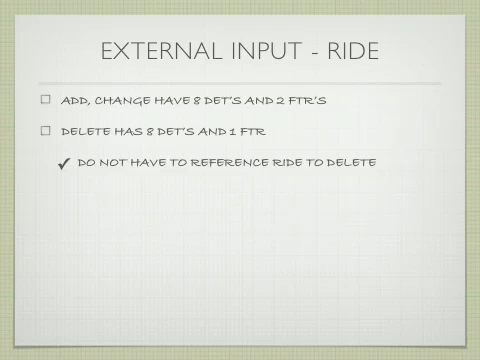 EXTERNAL INPUT - RIDE
ADD, CHANGE HAVE 8 DET'S AND 2 FTR'S
DELETE HAS 8 DET'S AND 1 FTR
DO NOT HAVE TO REFERENCE RIDE TO DELETE